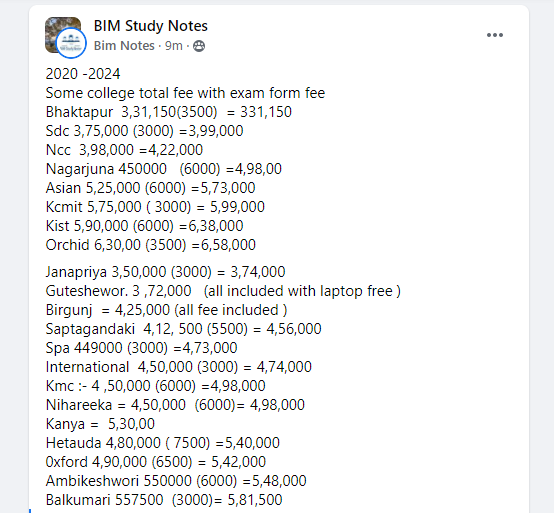 BIM Study Notes
Bim Notes · 9m ·
2020 -2024
Some college total fee with exam form fee
Bhaktapur 3,31,150(3500) = 331,150
Sdc 3,75,000 (3000) =3,99,000
Ncc 3,98,000 =4,22,000
Nagarjuna 450000 (6000) =4,98,00
Asian 5,25,000 (6000) =5,73,000
Kcmit 5,75,000 ( 3000) = 5,99,000
Kist 5,90,000 (6000) =6,38,000
Orchid 6,30,00 (3500) =6,58,000
Janapriya 3,50,000 (3000) = 3,74,000
Guteshewor. 3 ,72,000 (all included with laptop free )
Birgunj = 4,25,000 (all fee included )
Saptagandaki 4,12, 500 (5500) = 4,56,000
Spa 449000 (3000) =4,73,000
International 4,50,000 (3000) = 4,74,000
Kmc :- 4 ,50,000 (6000) =4,98,000
Nihareeka = 4,50,000 (6000)= 4,98,000
Kanya = 5,30,00
Hetauda 4,80,000 ( 7500) =5,40,000
0xford 4,90,000 (6500) = 5,42,000
Ambikeshwori 550000 (6000) =5,48,000
Balkumari 557500 (3000)= 5,81,500